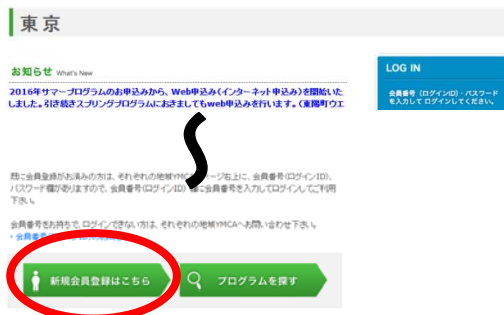 東京
お知らせ What's New
2016年サマープログラムのお申込みから、Web申込み(インターネット申込み)を開始いた
しました。引き続きスプリングプログラムにおきましてもweb申込みを行います。(東陽町ウエ
LOG IN
会員番号(ログインID)・パスワード
を入力して ログインしてください。
既に会員登録がお済みの方は、それぞれの地域YMCA ページ右上に、会員番号(ログインID)、
パスワード欄がありますので、会員番号(ログインID) に会員番号を入力してログインしてご利用
下さい。
会員番号をお持ちで、ログインできない方は、それぞれの地域YMCAへお問い合わせ下さい。
新規会員登録はこちら
プログラムを探す